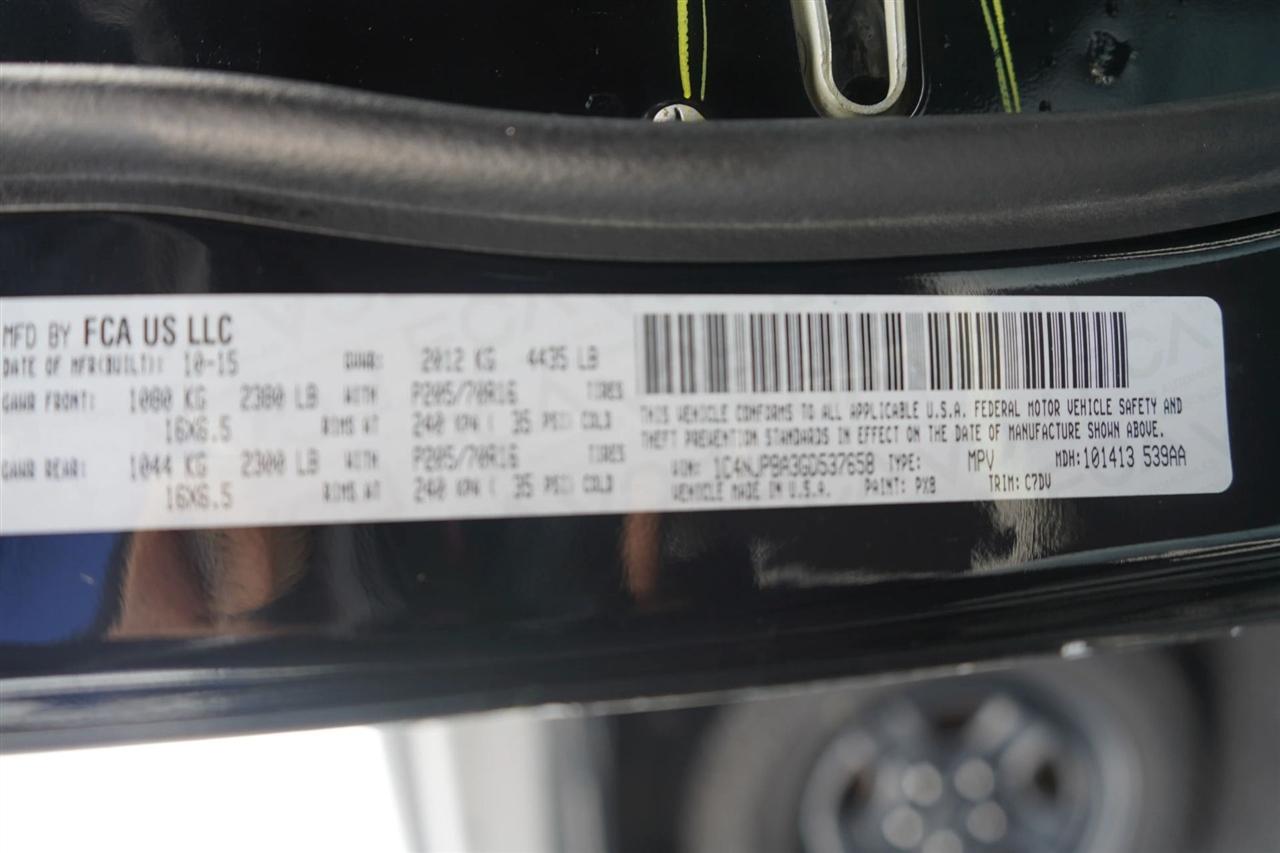 MFD BY FCA US LLC
DATE OF MFR(BUILT): 10-15 GVWR: 2012 KG 4435 LB
GAWR FRONT: 1080 KG 2380 LB WITH P205/70R16 TIRES
16X6.5 RIMS AT 240 KPA ( 35 PSI) COLD
GAWR REAR: 1044 KG 2300 LB WITH P205/70R16 TIRES
16X6.5 RIMS AT 240 KPA ( 35 PSI) COLD
THIS VEHICLE CONFORMS TO ALL APPLICABLE U.S.A. FEDERAL MOTOR VEHICLE SAFETY AND
THEFT PREVENTION STANDARDS IN EFFECT ON THE DATE OF MANUFACTURE SHOWN ABOVE.
VIN: 1C4NJPBA3GD537658 TYPE: MPV MDH: 101413 539AA
VEHICLE MADE IN U.S.A. PAINT: PXB TRIM: C7DV